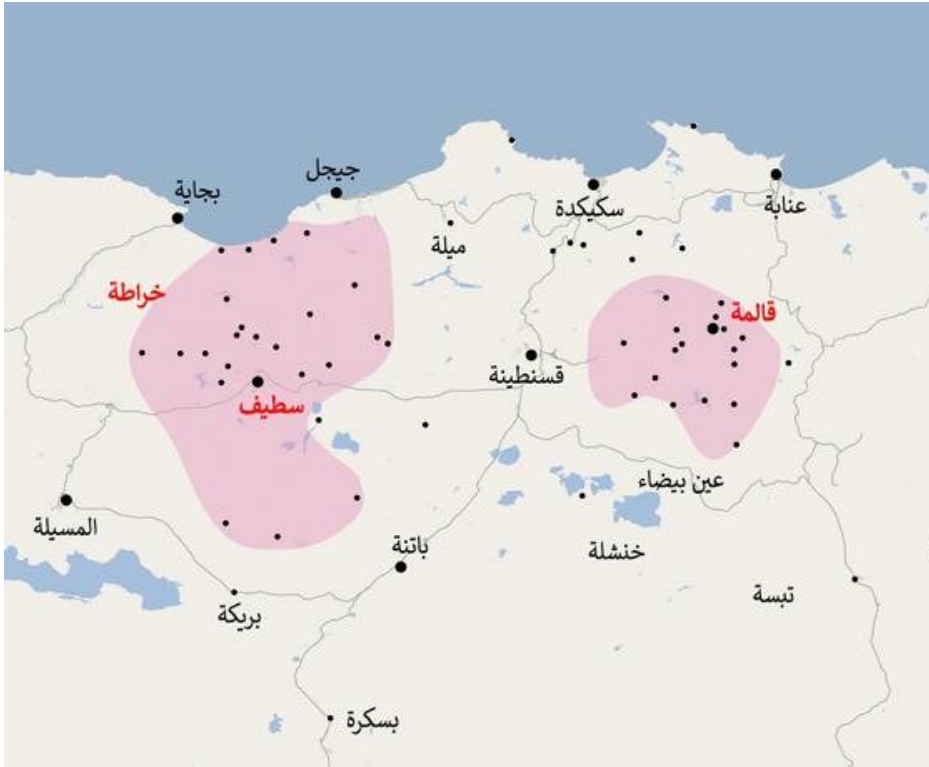 جيجل
بجاية
سكيكدة
عنابة
ميلة
خراطة
قالمة
قسنطينة
سطيف
عين بيضاء
المسيلة
باتنة
خنشلة
تبسة
بريكة
بسكرة